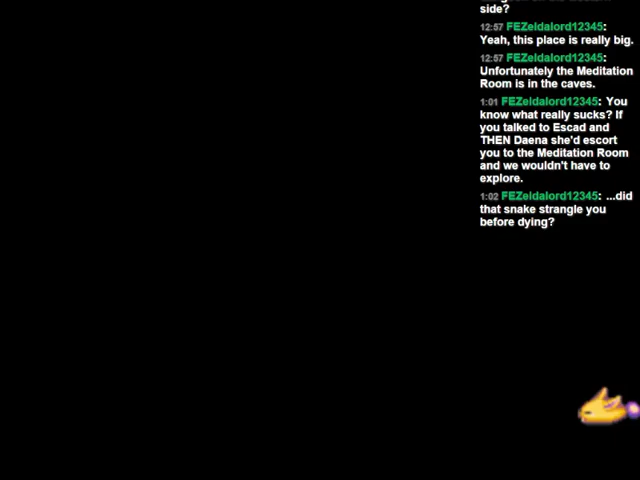 side?
12:57 FEZeldalord12345:
Yeah, this place is really big.
12:57 FEZeldalord12345:
Unfortunately the Meditation
Room is in the caves.
1:01 FEZeldalord12345: You
know what really sucks? If
you talked to Escad and
THEN Daena she'd escort
you to the Meditation Room
and we wouldn't have to
explore.
1:02 FEZeldalord12345: ...did
that snake strangle you
before dying?